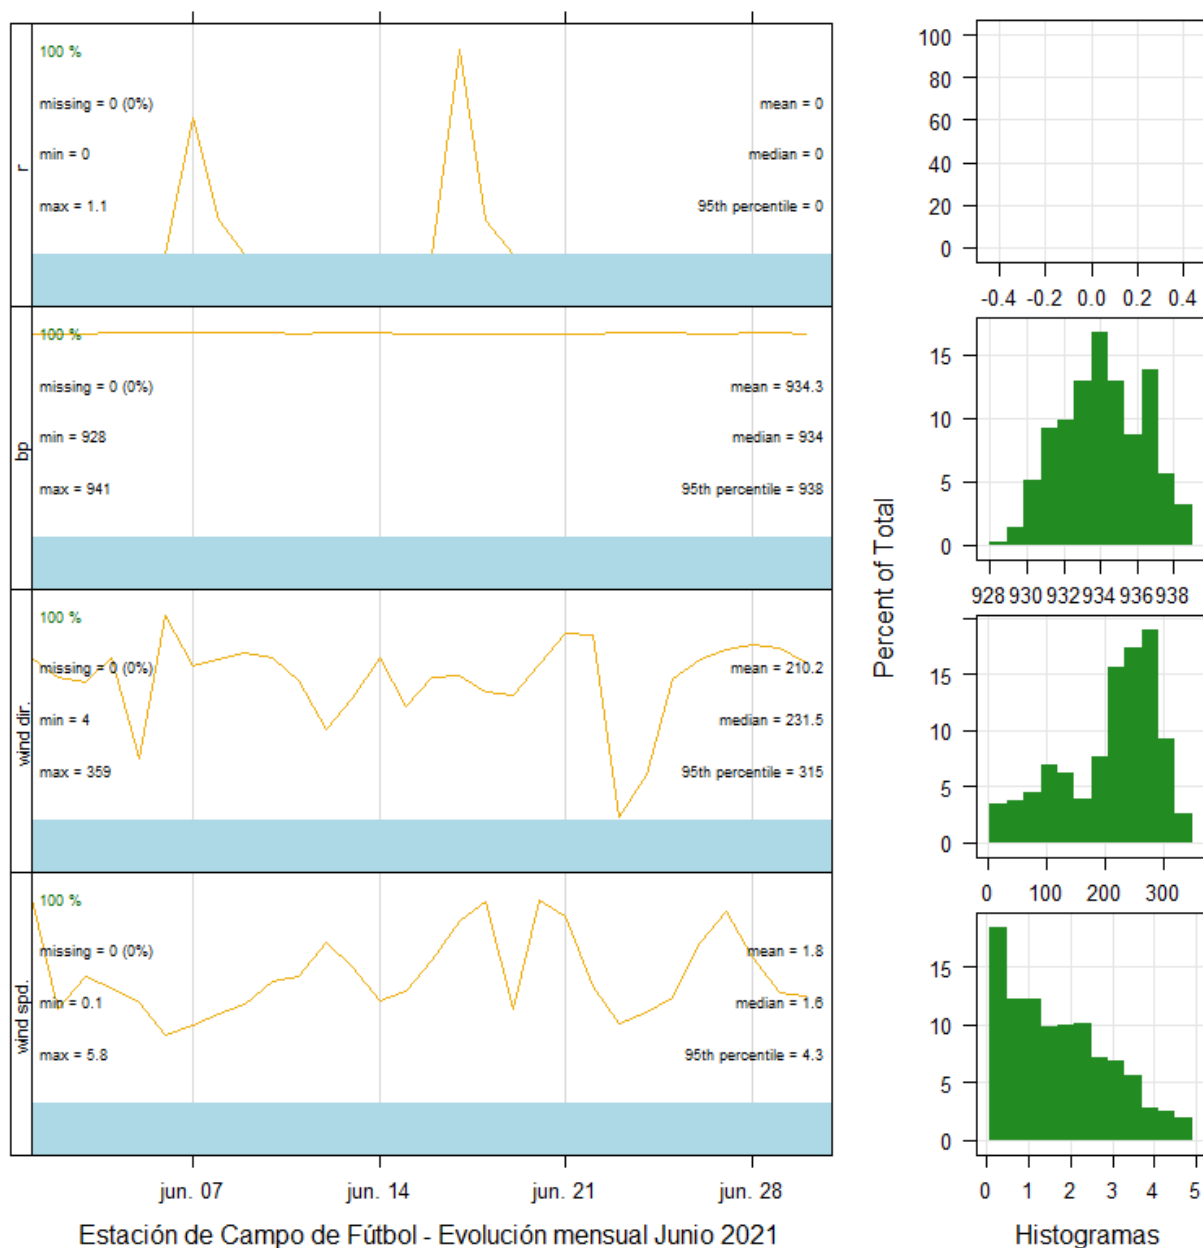 r
100 %
missing = 0 (0%)
min = 0
max = 1.1
mean = 0
median = 0
95th percentile = 0
bp
100 %
missing = 0 (0%)
min = 928
max = 941
mean = 934.3
median = 934
95th percentile = 938
wind dir.
100 %
missing = 0 (0%)
min = 4
max = 359
mean = 210.2
median = 231.5
95th percentile = 315
wind spd.
100 %
missing = 0 (0%)
min = 0.1
max = 5.8
mean = 1.8
median = 1.6
95th percentile = 4.3
jun. 07 jun. 14 jun. 21 jun. 28
Estación de Campo de Fútbol - Evolución mensual Junio 2021
Percent of Total
100
80
60
40
20
0
-0.4 -0.2 0.0 0.2 0.4
15
10
5
0
928 930 932 934 936 938
15
10
5
0
0 100 200 300
15
10
5
0
0 1 2 3 4 5
Histogramas